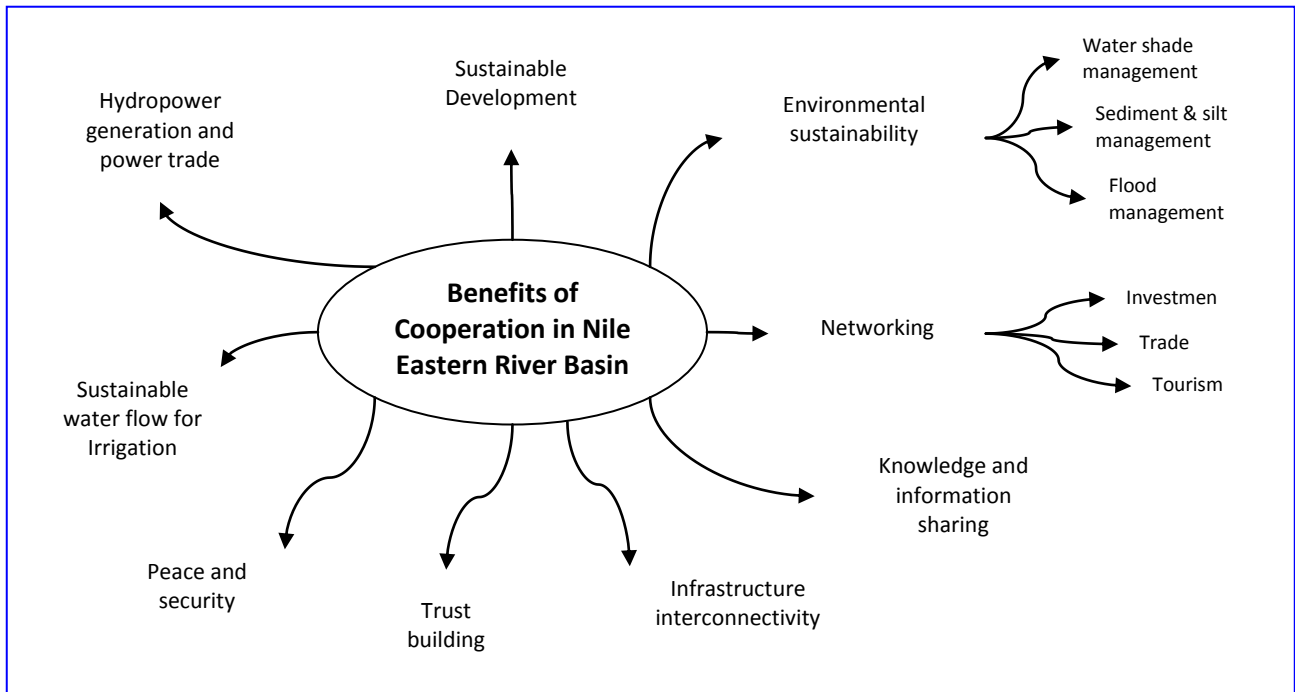 Benefits of
Cooperation in Nile
Eastern River Basin
Hydropower
generation and
power trade
Sustainable
Development
Environmental
sustainability
Water shade
management
Sediment & silt
management
Flood
management
Networking
Investmen
Trade
Tourism
Knowledge and
information
sharing
Infrastructure
interconnectivity
Trust
building
Peace and
security
Sustainable
water flow for
Irrigation